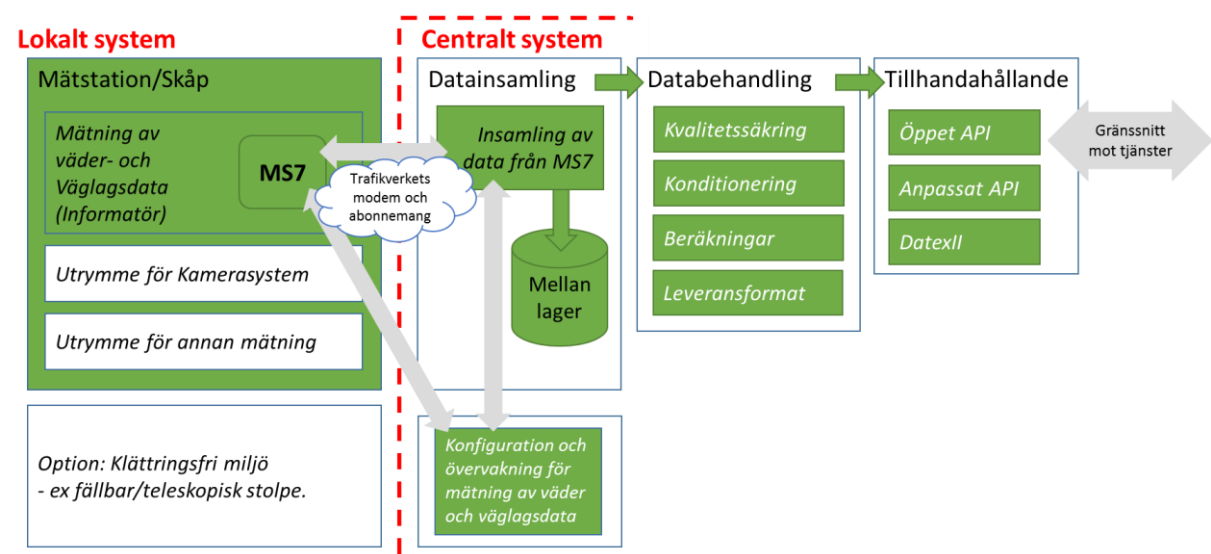 Lokalt system
Mätstation/Skåp
Mätning av
väder- och
Väglagsdata
(Informatör)
MS7
Utrymme för Kamerasystem
Utrymme för annan mätning
Option: Klättringsfri miljö
- ex fällbar/teleskopisk stolpe.
Trafikverkets
modem och
abonnemang
Centralt system
Datainsamling
Insamling av
data från MS7
Mellan
lager
Konfiguration och
övervakning för
mätning av väder
och väglagsdata
Databehandling
Kvalitetssäkring
Konditionering
Beräkningar
Leveransformat
Tillhandahållande
Öppet API
Anpassat API
DatexII
Gränssnitt
mot tjänster